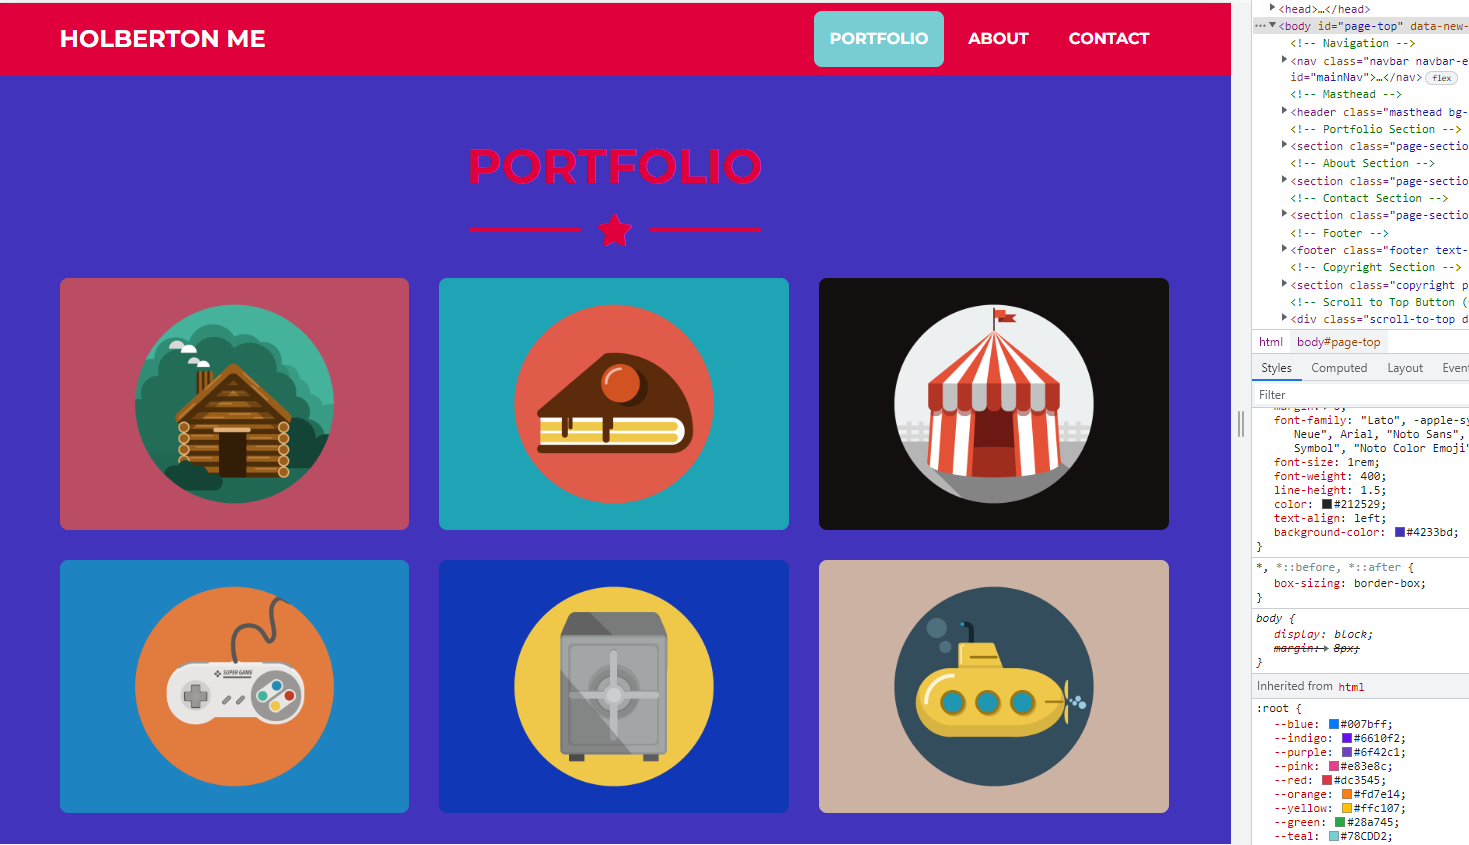 HOLBERTON ME
PORTFOLIO
ABOUT
CONTACT
PORTFOLIO
SUPER GAME
<head>…</head>
<body id="page-top" data-new-
<!-- Navigation -->
<nav class="navbar navbar-e
id="mainNav">…</nav> flex
<!-- Masthead -->
<header class="masthead bg-
<!-- Portfolio Section -->
<section class="page-sectio
<!-- About Section -->
<section class="page-sectio
<!-- Contact Section -->
<section class="page-sectio
<!-- Footer -->
<footer class="footer text-
<!-- Copyright Section -->
<section class="copyright p
<!-- Scroll to Top Button (
<div class="scroll-to-top d
html body#page-top
Styles Computed Layout Event
Filter
margin: 0;
font-family: "Lato", -apple-sy
Neue", Arial, "Noto Sans",
Symbol", "Noto Color Emoji"
font-size: 1rem;
font-weight: 400;
line-height: 1.5;
color: #212529;
text-align: left;
background-color: #4233bd;
}
*, *::before, *::after {
box-sizing: border-box;
}
body {
display: block;
margin: 8px;
}
Inherited from html
:root {
--blue: #007bff;
--indigo: #6610f2;
--purple: #6f42c1;
--pink: #e83e8c;
--red: #dc3545;
--orange: #fd7e14;
--yellow: #ffc107;
--green: #28a745;
--teal: #78CDD2;